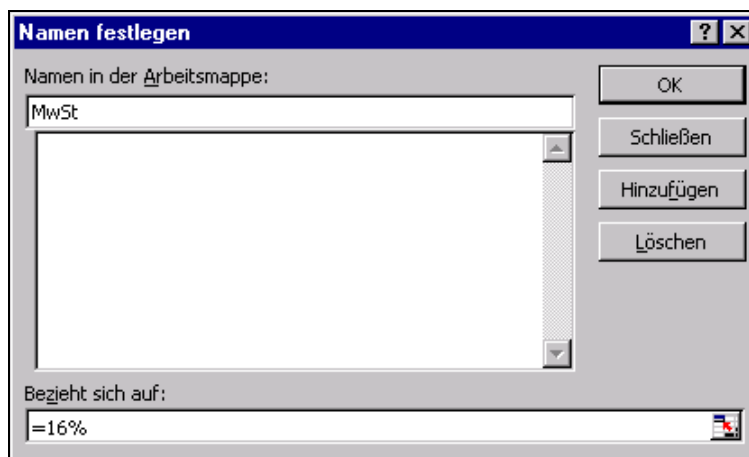 Namen festlegen
Namen in der Arbeitsmappe:
MwSt
OK
Schließen
Hinzufügen
Löschen
Bezieht sich auf:
=16%